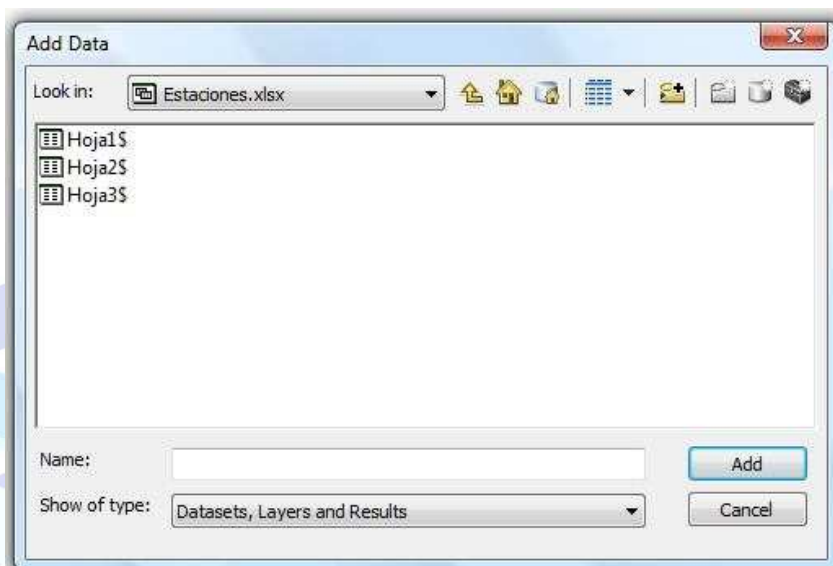 Add Data
Look in: Estaciones.xlsx
Hoja1$
Hoja2$
Hoja3$
Name: Add
Show of type: Datasets, Layers and Results Cancel